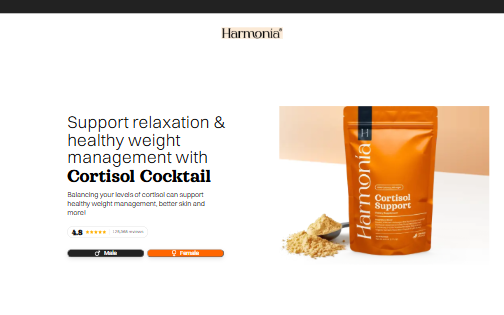 Harmonia®
Support relaxation &
healthy weight
management with
Cortisol Cocktail
Balancing your levels of cortisol can support
healthy weight management, better skin and
more!
4.8
Male
Female
Harmonia
Cortisol
Support